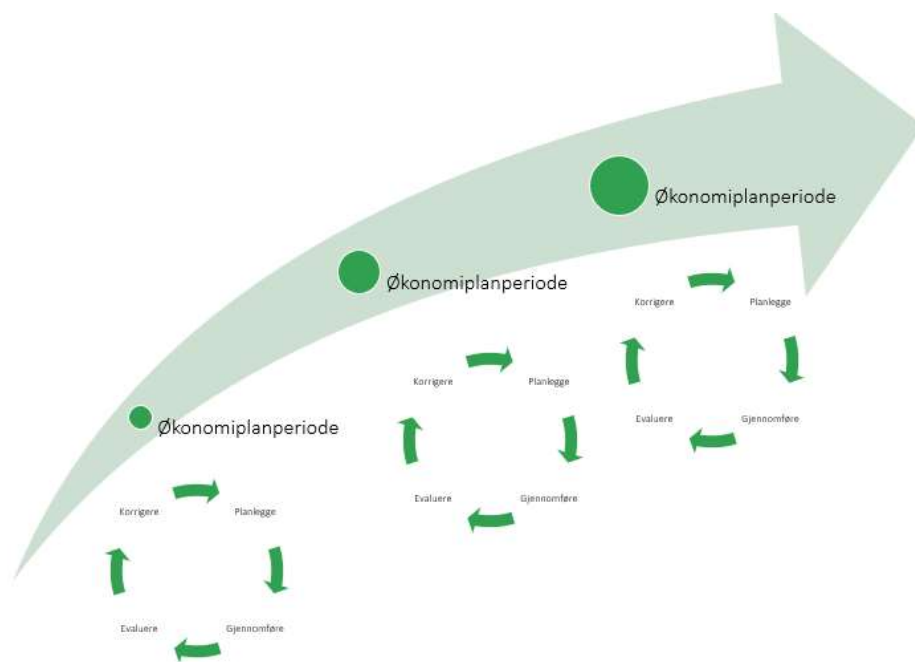 Økonomiplanperiode
Økonomiplanperiode
Korrigere
Planlegge
Korrigere
Planlegge
Evaluere
Gjennomføre
Økonomiplanperiode
Evaluere
Gjennomføre
Korrigere
Planlegge
Evaluere
Gjennomføre